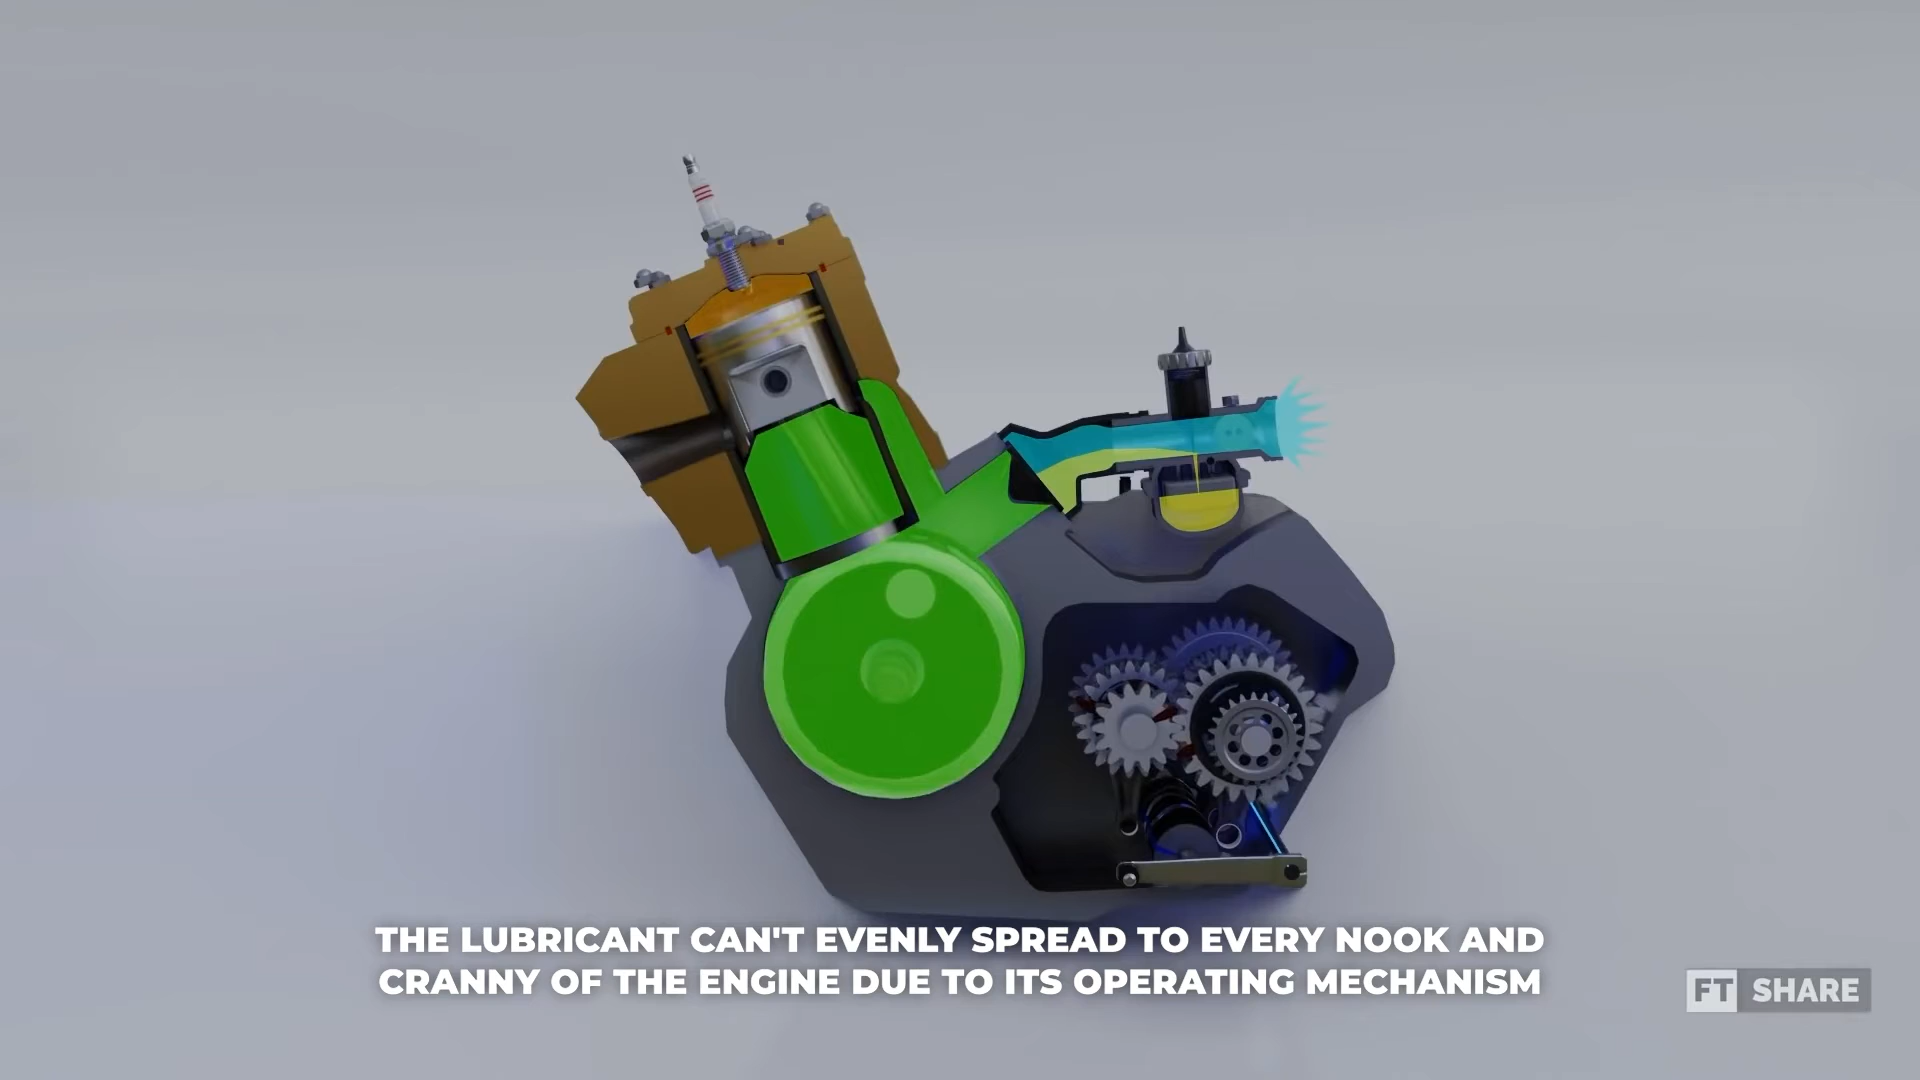 THE LUBRICANT CAN'T EVENLY SPREAD TO EVERY NOOK AND
CRANNY OF THE ENGINE DUE TO ITS OPERATING MECHANISM
FT SHARE